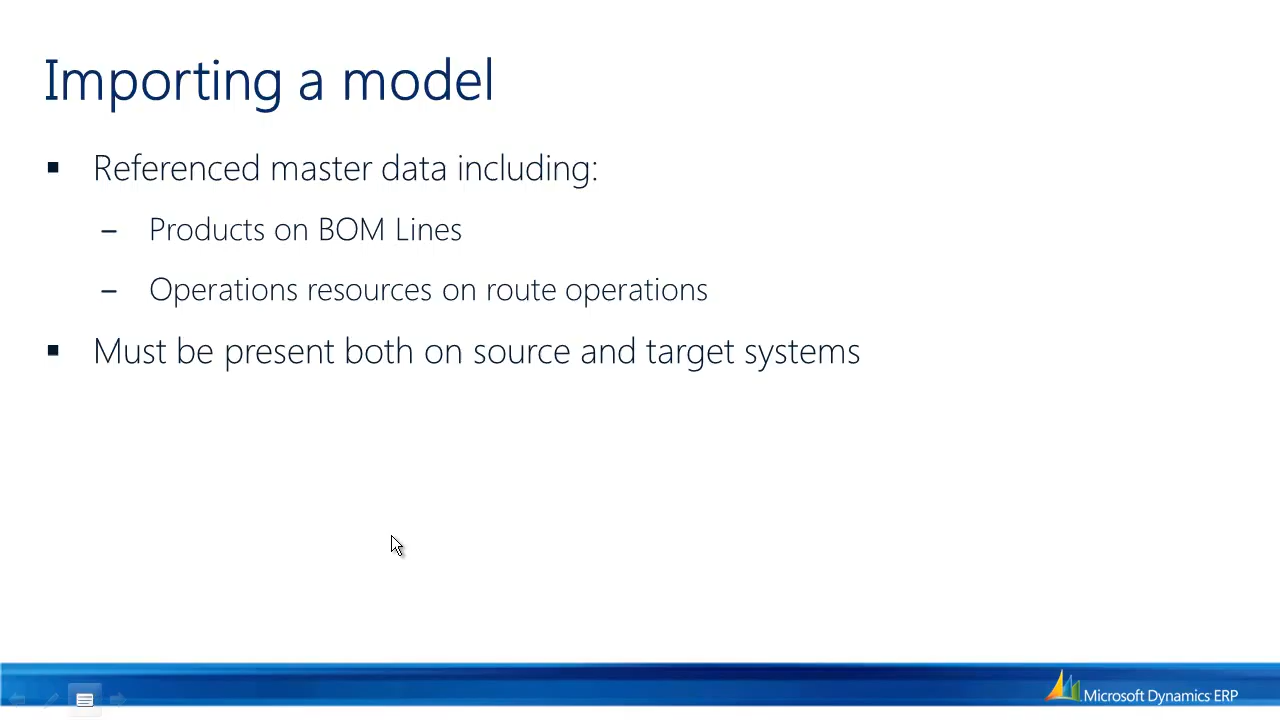 Importing a model
▪ Referenced master data including:
– Products on BOM Lines
– Operations resources on route operations
▪ Must be present both on source and target systems
Microsoft Dynamics ERP